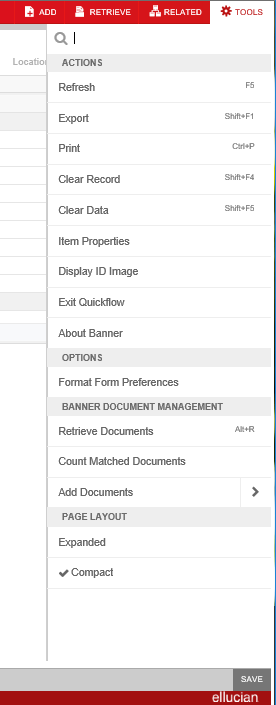 ADD RETRIEVE RELATED TOOLS
Location
ACTIONS
Refresh F5
Export Shift+F1
Print Ctrl+P
Clear Record Shift+F4
Clear Data Shift+F5
Item Properties
Display ID Image
Exit Quickflow
About Banner
OPTIONS
Format Form Preferences
BANNER DOCUMENT MANAGEMENT
Retrieve Documents Alt+R
Count Matched Documents
Add Documents
PAGE LAYOUT
Expanded
Compact
SAVE
ellucian